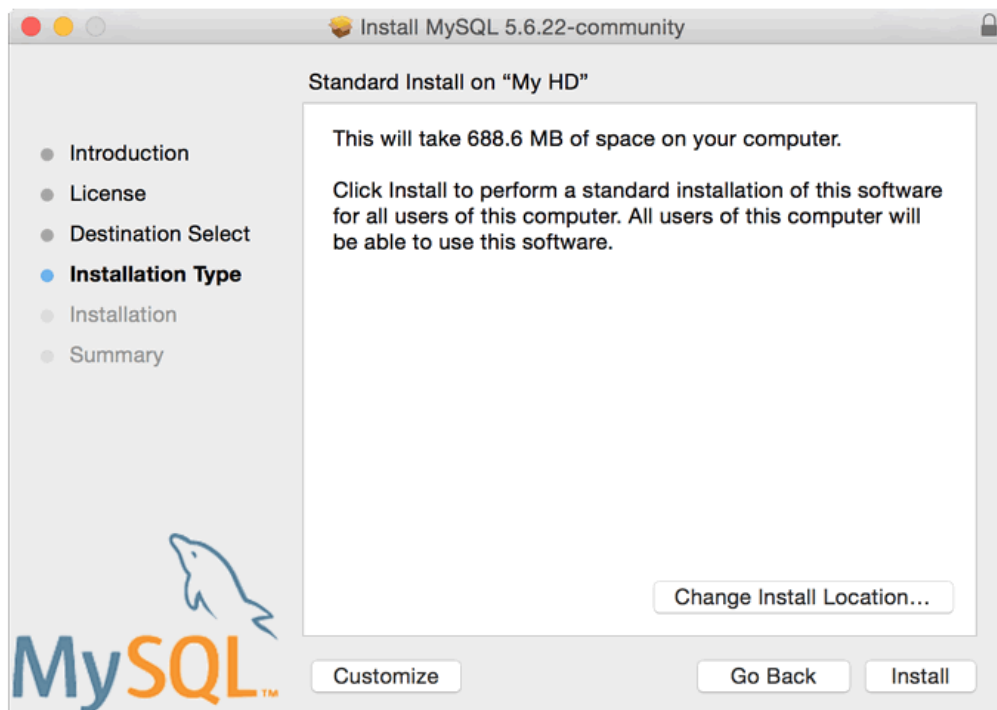 Install MySQL 5.6.22-community
Standard Install on “My HD”
Introduction
License
Destination Select
Installation Type
Installation
Summary
This will take 688.6 MB of space on your computer.
Click Install to perform a standard installation of this software
for all users of this computer. All users of this computer will
be able to use this software.
Change Install Location...
MySQL™
Customize
Go Back
Install